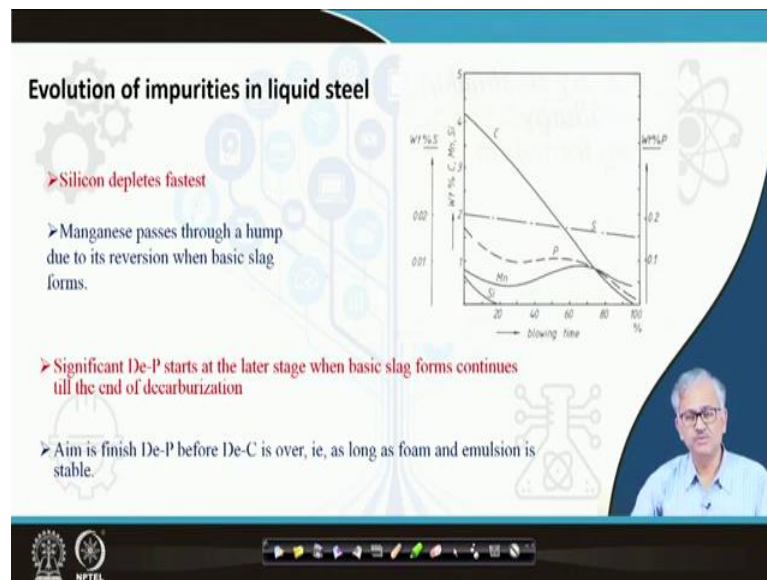 Evolution of impurities in liquid steel
➢Silicon depletes fastest
➢Manganese passes through a hump
due to its reversion when basic slag
forms.
➢Significant De-P starts at the later stage when basic slag forms continues
till the end of decarburization
➢Aim is finish De-P before De-C is over, ie, as long as foam and emulsion is
stable.
Wt %S
Wt % C, Mn, Si
Wt%P
5
4
3
2
1
0.02
0.01
0.2
0.1
C
S
P
Mn
Si
0 20 40 60 80 100
%
blowing time
NPTEL